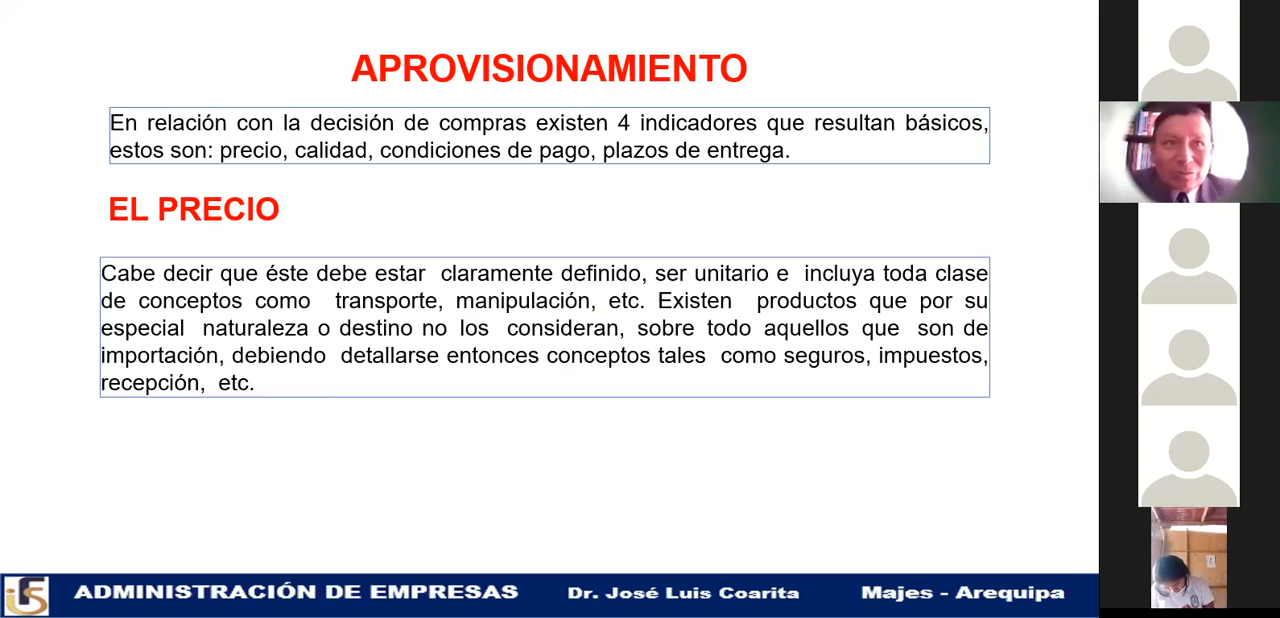 APROVISIONAMIENTO
En relación con la decisión de compras existen 4 indicadores que resultan básicos,
estos son: precio, calidad, condiciones de pago, plazos de entrega.
EL PRECIO
Cabe decir que éste debe estar claramente definido, ser unitario e incluya toda clase
de conceptos como transporte, manipulación, etc. Existen productos que por su
especial naturaleza o destino no los consideran, sobre todo aquellos que son de
importación, debiendo detallarse entonces conceptos tales como seguros, impuestos,
recepción, etc.
ADMINISTRACIÓN DE EMPRESAS Dr. José Luis Coarita Majes - Arequipa